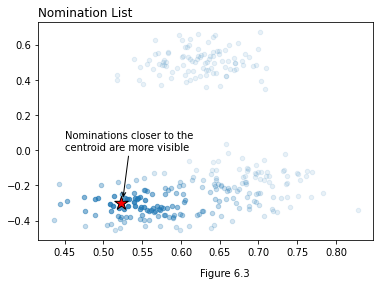 Nomination List
0.6
0.4
0.2
0.0
−0.2
−0.4
Nominations closer to the
centroid are more visible
0.45 0.50 0.55 0.60 0.65 0.70 0.75 0.80
Figure 6.3